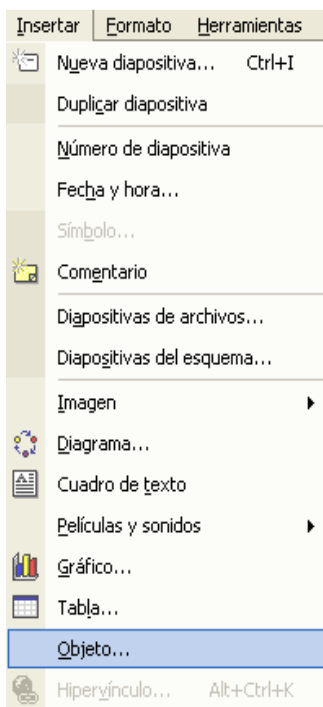 Insertar Formato Herramientas
Nueva diapositiva... Ctrl+I
Duplicar diapositiva
Número de diapositiva
Fecha y hora...
Símbolo...
Comentario
Diapositivas de archivos...
Diapositivas del esquema...
Imagen
Diagrama...
Cuadro de texto
Películas y sonidos
Gráfico...
Tabla...
Objeto...
Hipervínculo... Alt+Ctrl+K